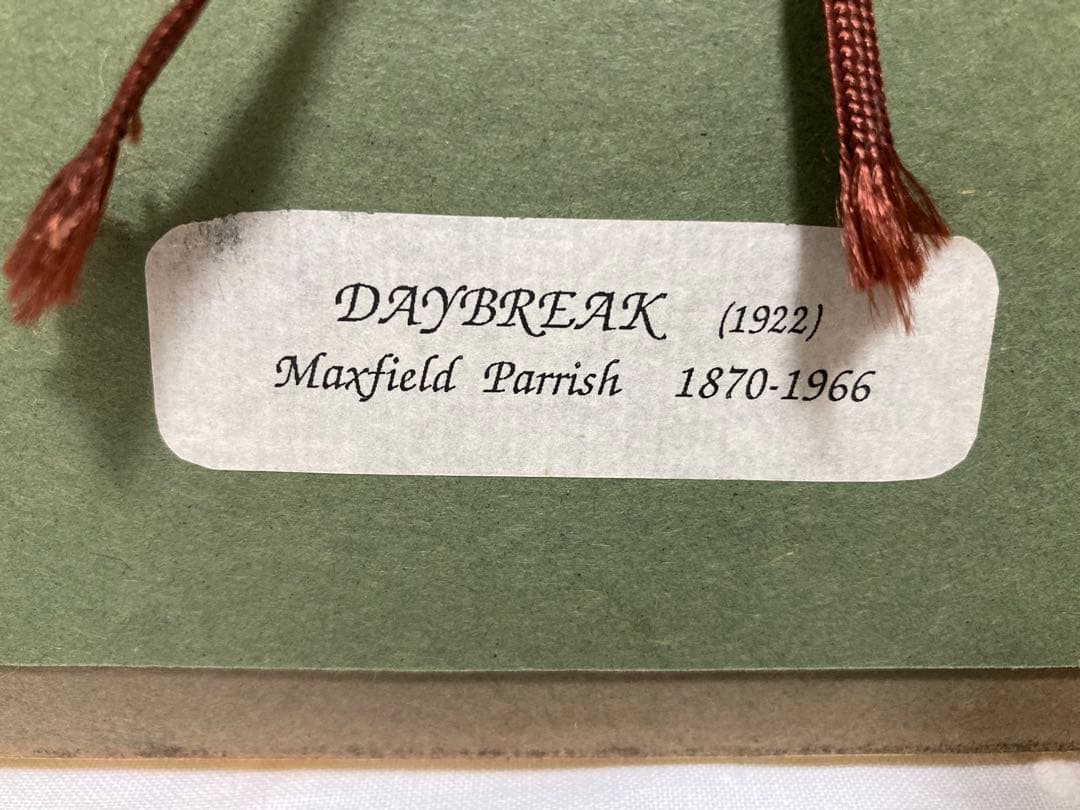 DAYBREAK (1922)
Maxfield Parrish 1870-1966